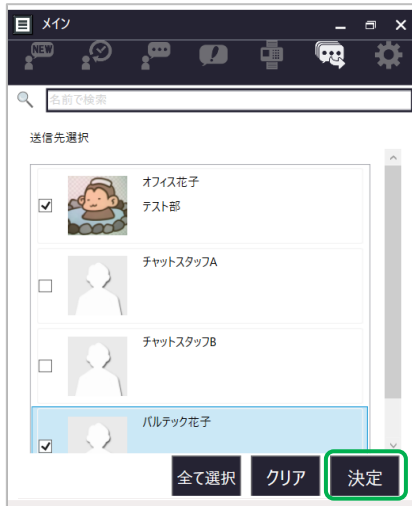 メイン
NEW
名前で検索
送信先選択
オフィス花子
テスト部
チャットスタッフA
チャットスタッフB
バルテック花子
全て選択 クリア 決定